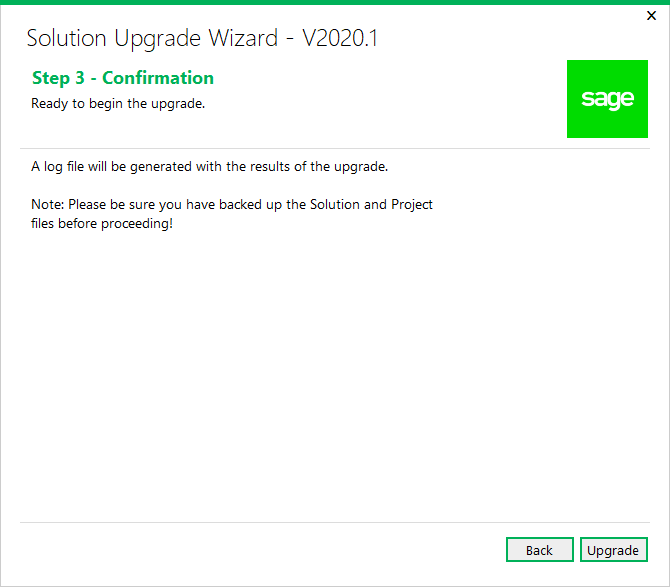 Solution Upgrade Wizard - V2020.1
Step 3 - Confirmation
Ready to begin the upgrade.
sage
A log file will be generated with the results of the upgrade.
Note: Please be sure you have backed up the Solution and Project
files before proceeding!
Back
Upgrade